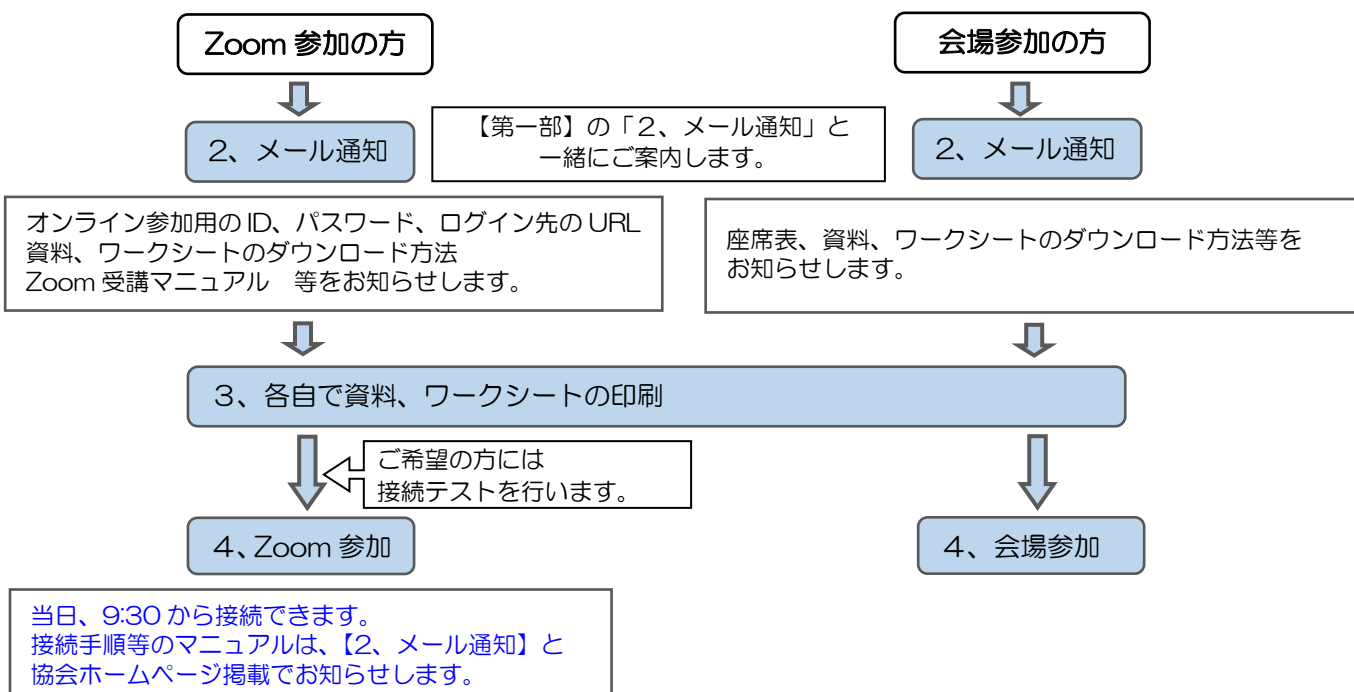 Zoom 参加の方
会場参加の方
2、メール通知
【第一部】の「2、メール通知」と
一緒にご案内します。
2、メール通知
オンライン参加用の ID、パスワード、ログイン先の URL
資料、ワークシートのダウンロード方法
Zoom 受講マニュアル　等をお知らせします。
座席表、資料、ワークシートのダウンロード方法等を
お知らせします。
3、各自で資料、ワークシートの印刷
ご希望の方には
接続テストを行います。
4、Zoom 参加
4、会場参加
当日、9:30 から接続できます。
接続手順等のマニュアルは、【2、メール通知】と
協会ホームページ掲載でお知らせします。